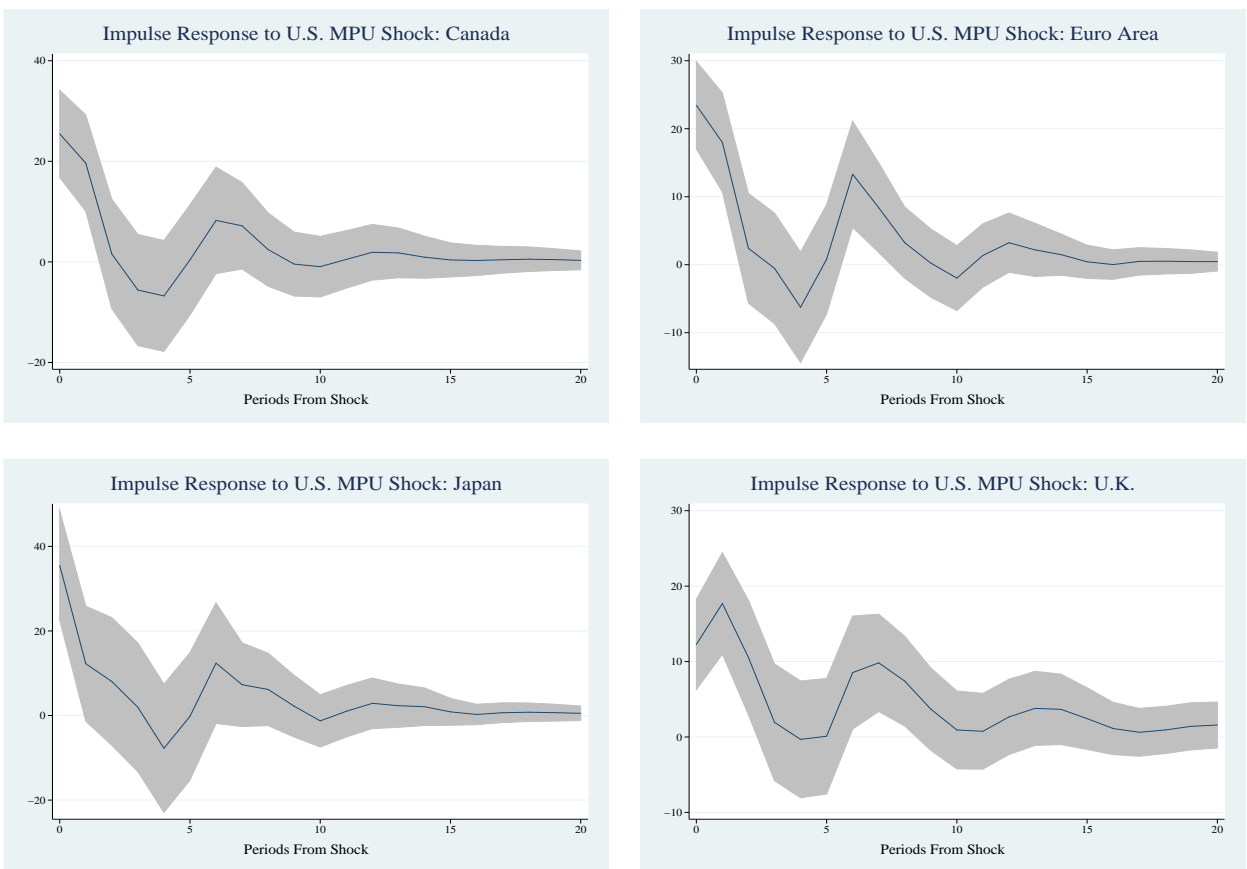 Impulse Response to U.S. MPU Shock: Canada
40
20
0
−20
0 5 10 15 20
Periods From Shock
Impulse Response to U.S. MPU Shock: Euro Area
30
20
10
0
−10
0 5 10 15 20
Periods From Shock
Impulse Response to U.S. MPU Shock: Japan
40
20
0
−20
0 5 10 15 20
Periods From Shock
Impulse Response to U.S. MPU Shock: U.K.
30
20
10
0
−10
0 5 10 15 20
Periods From Shock